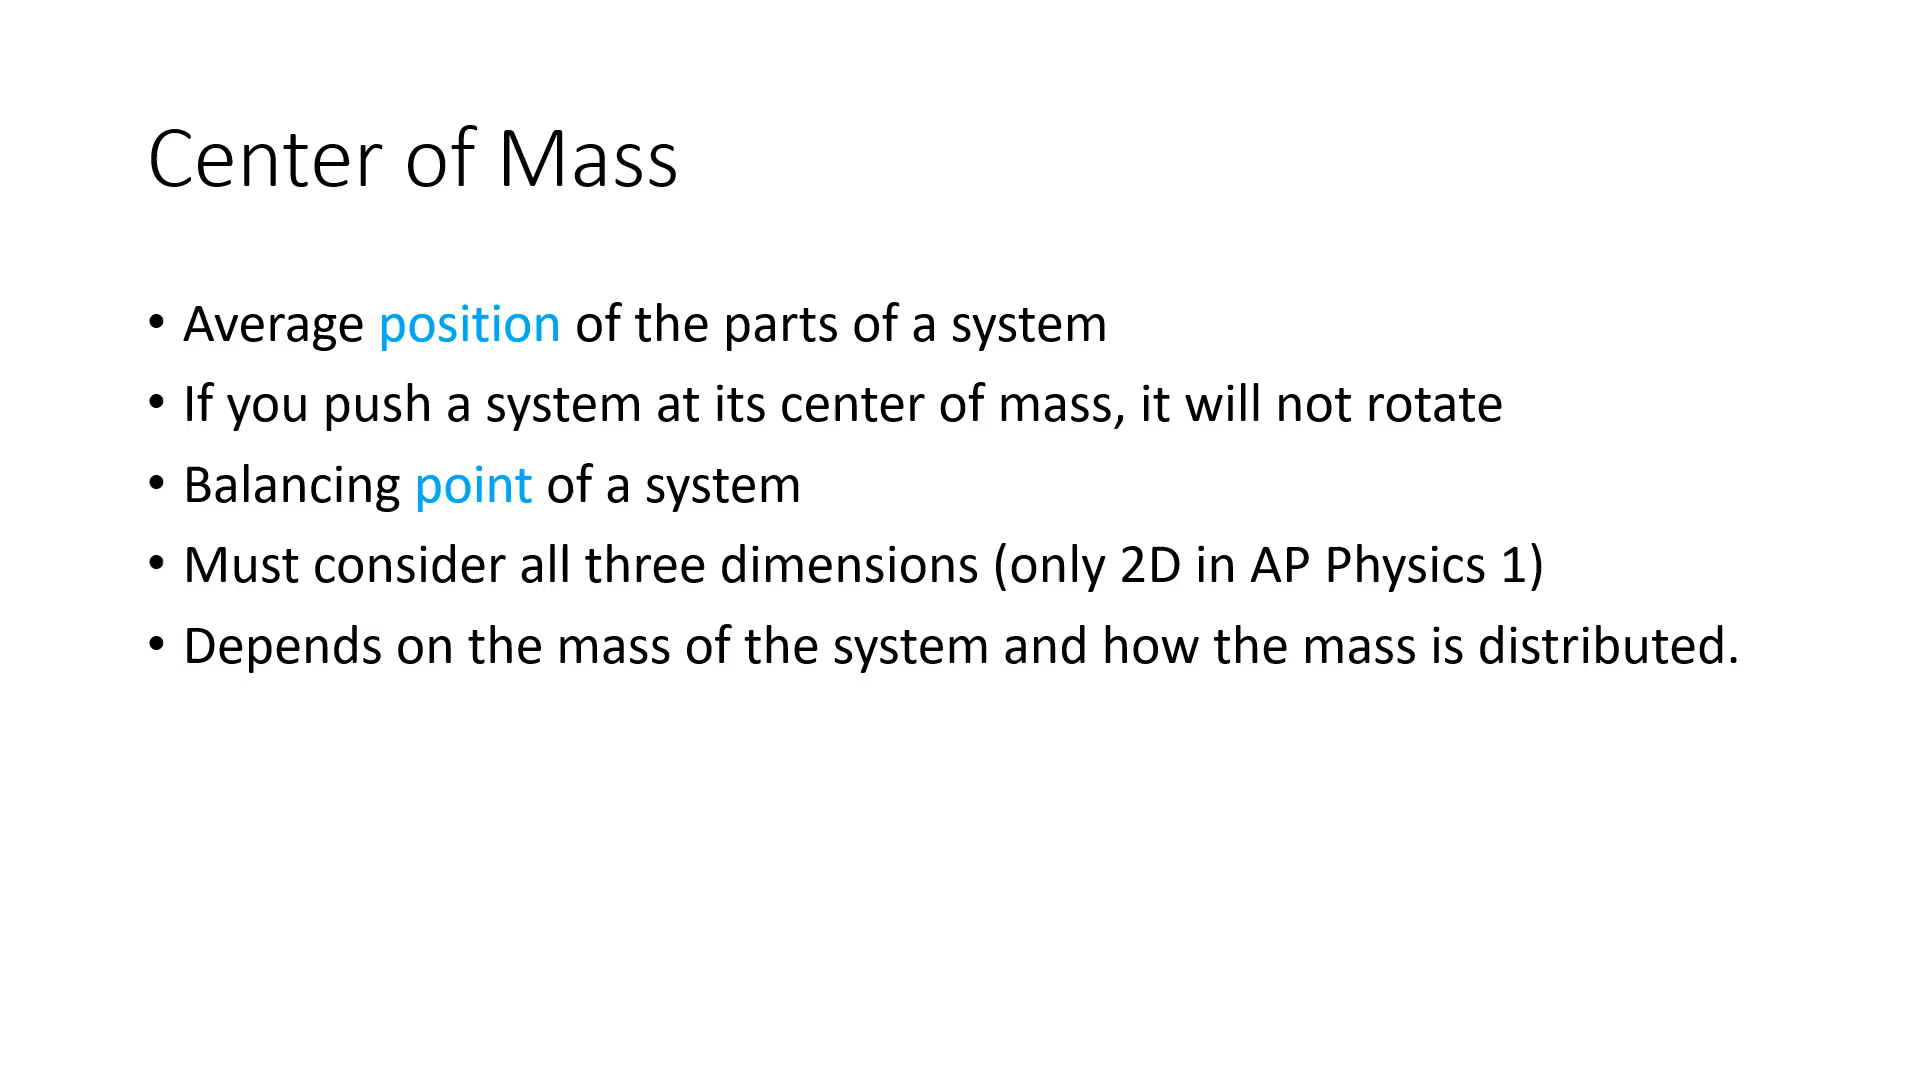 Center of Mass
• Average position of the parts of a system
• If you push a system at its center of mass, it will not rotate
• Balancing point of a system
• Must consider all three dimensions (only 2D in AP Physics 1)
• Depends on the mass of the system and how the mass is distributed.